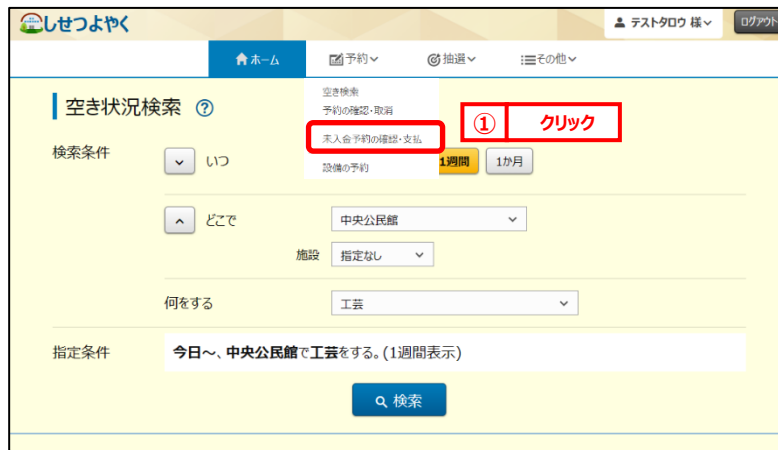 しせつよやく
テストタロウ 様
ログアウト
ホーム 予約 抽選 その他
空き検索
予約の確認・取消
未入金予約の確認・支払
設備の予約
① クリック
空き状況検索 ?
検索条件 いつ 1週間 1か月
どこで 中央公民館
施設 指定なし
何をする 工芸
指定条件 今日～、中央公民館で工芸をする。(1週間表示)
検索